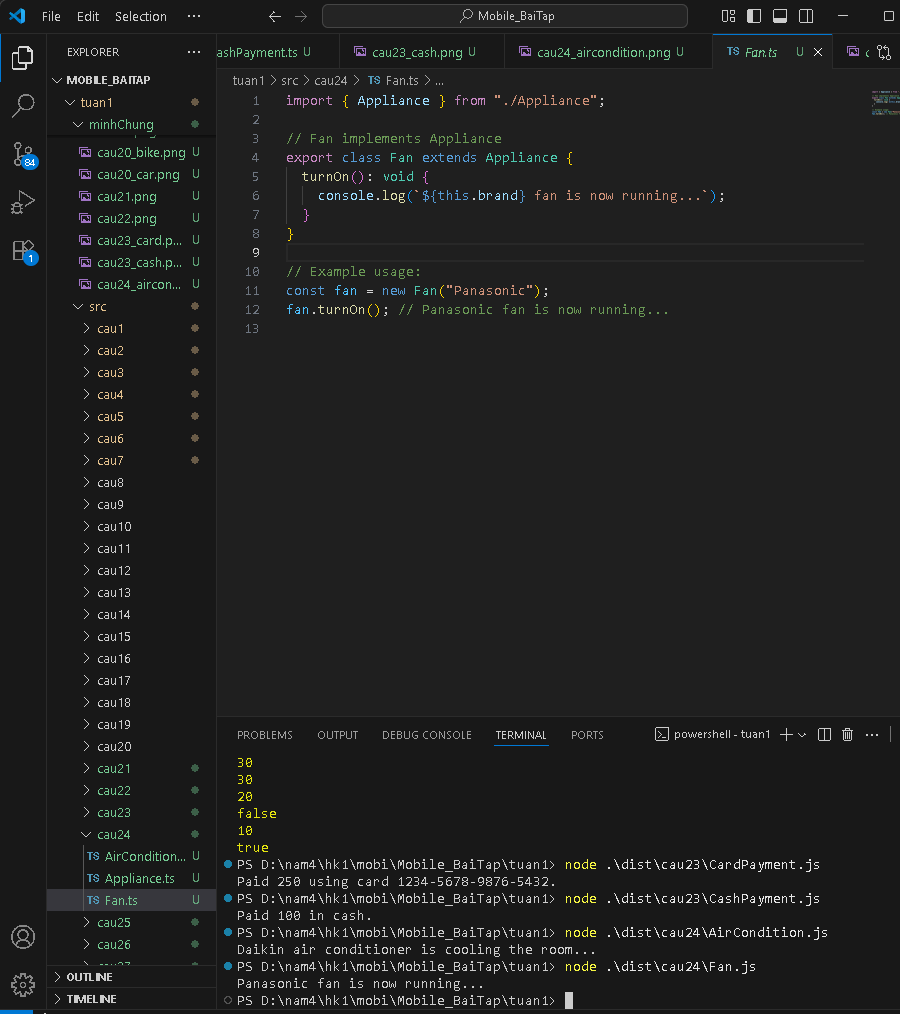 File Edit Selection ··· Mobile_BaiTap
EXPLORER ···
MOBILE_BAITAP
tuan1
minhChung
cau20_bike.png U
cau20_car.png U
cau21.png U
cau22.png U
cau23_card.p... U
cau23_cash.p... U
cau24_aircon... U
src
cau1
cau2
cau3
cau4
cau5
cau6
cau7
cau8
cau9
cau10
cau11
cau12
cau13
cau14
cau15
cau16
cau17
cau18
cau19
cau20
cau21
cau22
cau23
cau24
TS AirCondition... U
TS Appliance.ts U
TS Fan.ts U
cau25
cau26
OUTLINE
TIMELINE
84
1
ashPayment.ts U cau23_cash.png U cau24_aircondition.png U TS Fan.ts U
tuan1 > src > cau24 > TS Fan.ts > ...
1 import { Appliance } from "./Appliance";
2
3 // Fan implements Appliance
4 export class Fan extends Appliance {
5 turnOn(): void {
6 console.log(`${this.brand} fan is now running...`);
7 }
8 }
9
10 // Example usage:
11 const fan = new Fan("Panasonic");
12 fan.turnOn(); // Panasonic fan is now running...
13
PROBLEMS OUTPUT DEBUG CONSOLE TERMINAL PORTS powershell - tuan1 ···
30
30
20
false
10
true
PS D:\nam4\hk1\mobi\Mobile_BaiTap\tuan1> node .\dist\cau23\CardPayment.js
Paid 250 using card 1234-5678-9876-5432.
PS D:\nam4\hk1\mobi\Mobile_BaiTap\tuan1> node .\dist\cau23\CashPayment.js
Paid 100 in cash.
PS D:\nam4\hk1\mobi\Mobile_BaiTap\tuan1> node .\dist\cau24\AirCondition.js
Daikin air conditioner is cooling the room...
PS D:\nam4\hk1\mobi\Mobile_BaiTap\tuan1> node .\dist\cau24\Fan.js
Panasonic fan is now running...
PS D:\nam4\hk1\mobi\Mobile_BaiTap\tuan1>